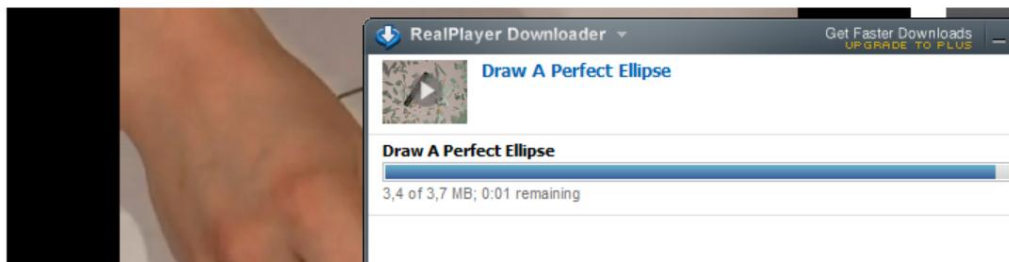 RealPlayer Downloader
Get Faster Downloads
UPGRADE TO PLUS
Draw A Perfect Ellipse
Draw A Perfect Ellipse
3,4 of 3,7 MB; 0:01 remaining